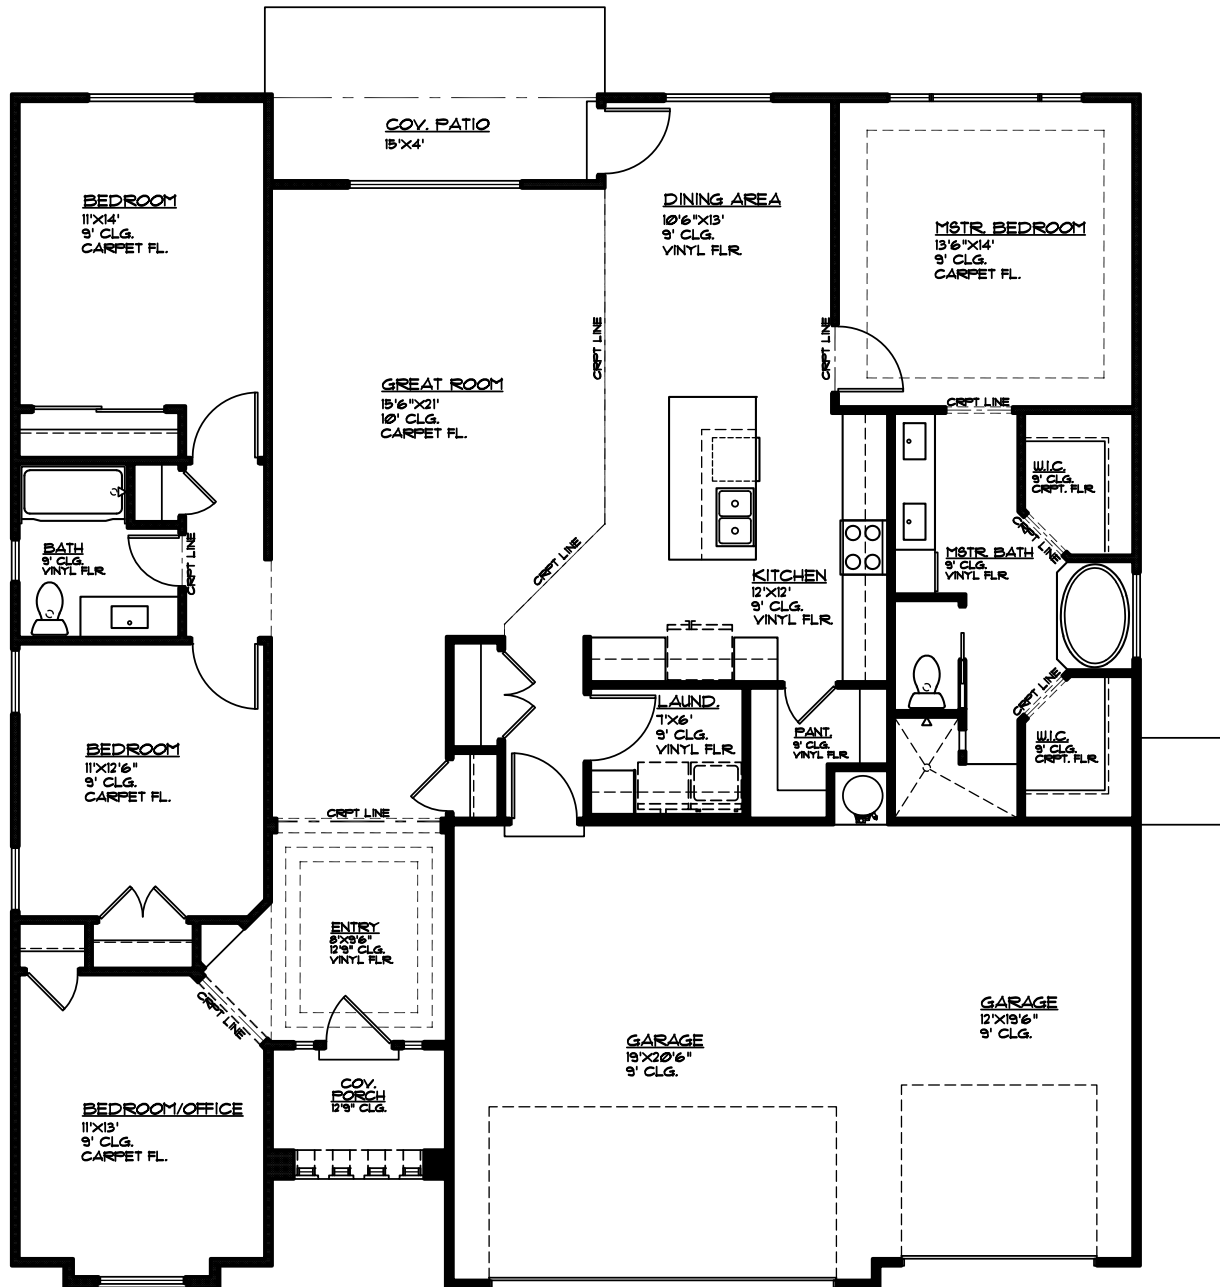 COV. PATIO
15'X4'
BEDROOM
11'X14'
9' CLG.
CARPET FL.
DINING AREA
10'6"X13'
9' CLG.
VINYL FLR.
MSTR. BEDROOM
13'6"X14'
9' CLG.
CARPET FL.
CRPT LINE
CRPT LINE
GREAT ROOM
15'6"X21'
10' CLG.
CARPET FL.
CRPT LINE
W.I.C.
9' CLG.
CRPT. FLR.
CRPT LINE
BATH
9' CLG.
VINYL FLR.
CRPT LINE
CRPT LINE
MSTR. BATH
9' CLG.
VINYL FLR.
KITCHEN
12'X12'
9' CLG.
VINYL FLR.
CRPT LINE
LAUND.
7'X6'
9' CLG.
VINYL FLR.
PANT.
9' CLG.
VINYL FLR.
W.I.C.
9' CLG.
CRPT. FLR.
BEDROOM
11'X12'6"
9' CLG.
CARPET FL.
CRPT LINE
ENTRY
8'X9'6"
12'9" CLG.
VINYL FLR.
CRPT LINE
GARAGE
12'X19'6"
9' CLG.
GARAGE
19'X20'6"
9' CLG.
COV.
PORCH
12'9" CLG.
BEDROOM/OFFICE
11'X13'
9' CLG.
CARPET FL.